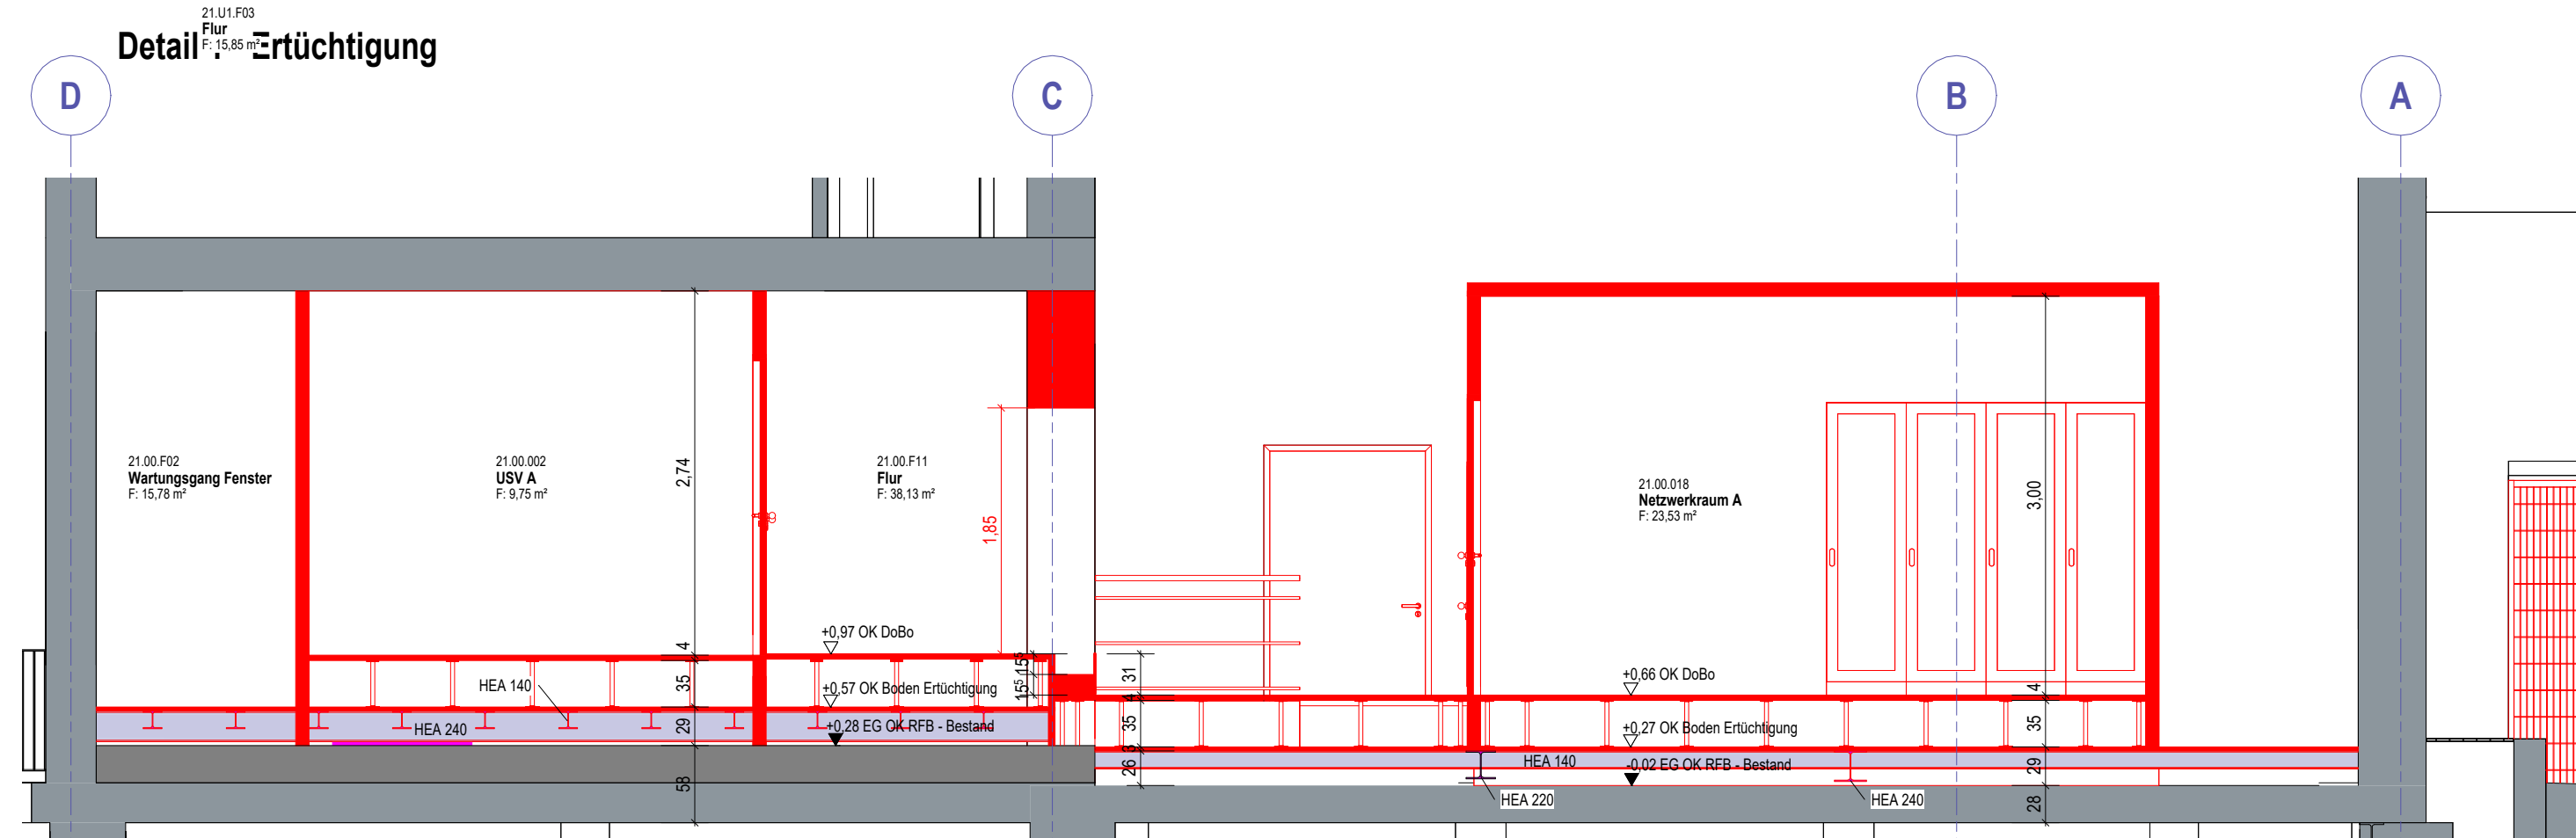 21.U1.F03
Flur
F: 15,85 m²
Detail Ertüchtigung
D
C
B
A
21.00.F02
Wartungsgang Fenster
F: 15,78 m²
21.00.002
USV A
F: 9,75 m²
2,74
4
35
29
58
21.00.F11
Flur
F: 38,13 m²
1,85
21.00.018
Netzwerkraum A
F: 23,53 m²
3,00
4
35
29
28
+0,97 OK DoBo
+0,57 OK Boden Ertüchtigung
+0,28 EG OK RFB - Bestand
HEA 140
HEA 240
15⁵
15⁵
31
4
35
3
26
+0,66 OK DoBo
+0,27 OK Boden Ertüchtigung
-0,02 EG OK RFB - Bestand
HEA 140
HEA 220
HEA 240